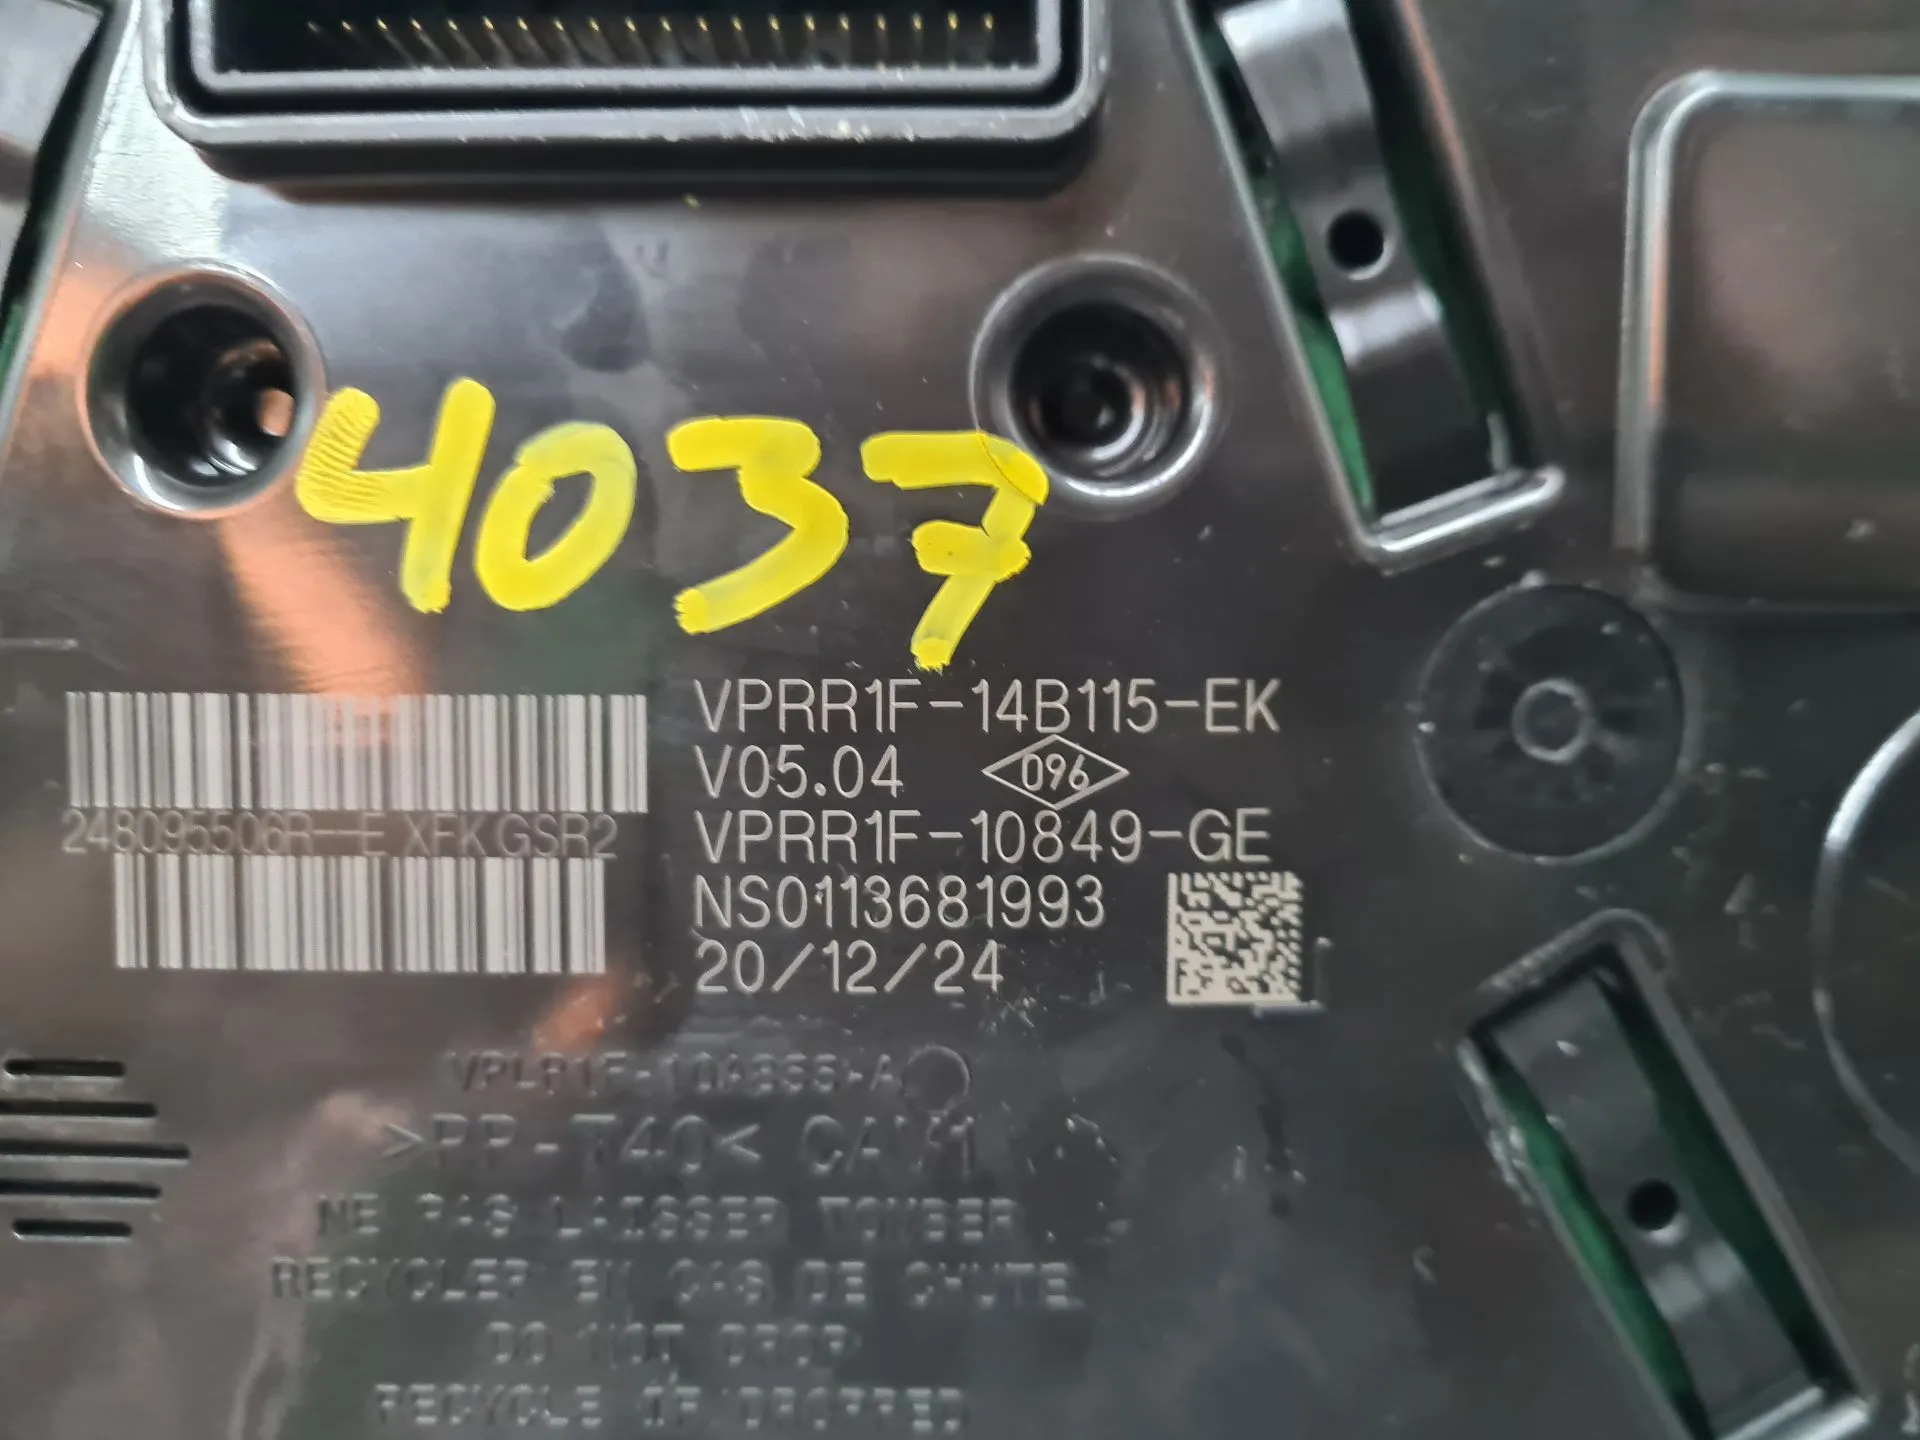 4037
VPRR1F-14B115-EK
V05.04 096
248095506R--E XFK GSR2
VPRR1F-10849-GE
NS0113681993
20/12/24
>PP-T40< CAV1
NE PAS LAISSER TOMBER
RECYCLER EN CAS DE CHUTE
DO NOT DROP
RECYCLE IF DROPPED